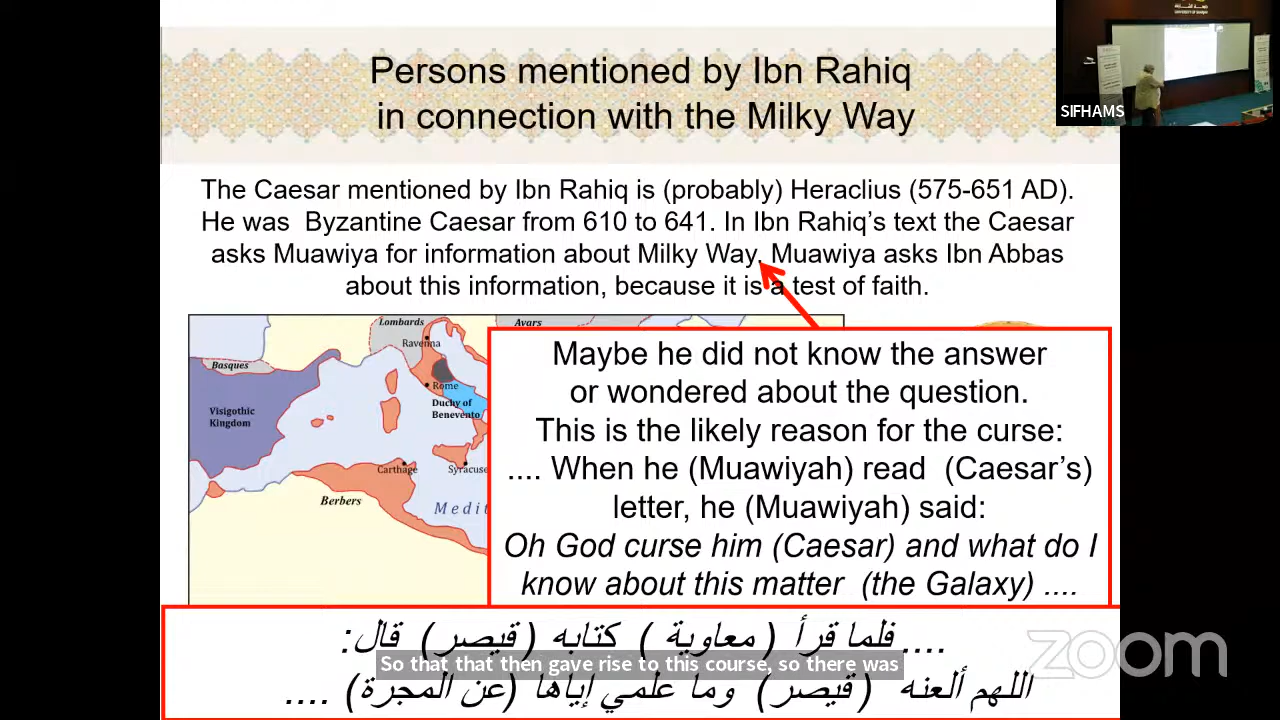 Persons mentioned by Ibn Rahiq
in connection with the Milky Way
SIFHAMS
The Caesar mentioned by Ibn Rahiq is (probably) Heraclius (575-651 AD).
He was Byzantine Caesar from 610 to 641. In Ibn Rahiq's text the Caesar
asks Muawiya for information about Milky Way. Muawiya asks Ibn Abbas
about this information, because it is a test of faith.
Lombards
Avars
Ravenna
Basques
Rome
Visigothic
Kingdom
Duchy of
Benevento
Carthage
Syracuse
Berbers
Medit
Maybe he did not know the answer
or wondered about the question.
This is the likely reason for the curse:
.... When he (Muawiyah) read (Caesar's)
letter, he (Muawiyah) said:
Oh God curse him (Caesar) and what do I
know about this matter (the Galaxy) ....
....فلما قرأ (معاوية ) كتابه (قيصر) قال:
So that that then gave rise to this course, so there was
اللهم ألعنه (قيصر) وما علمي إياها (عن المجرة) ....
zoom